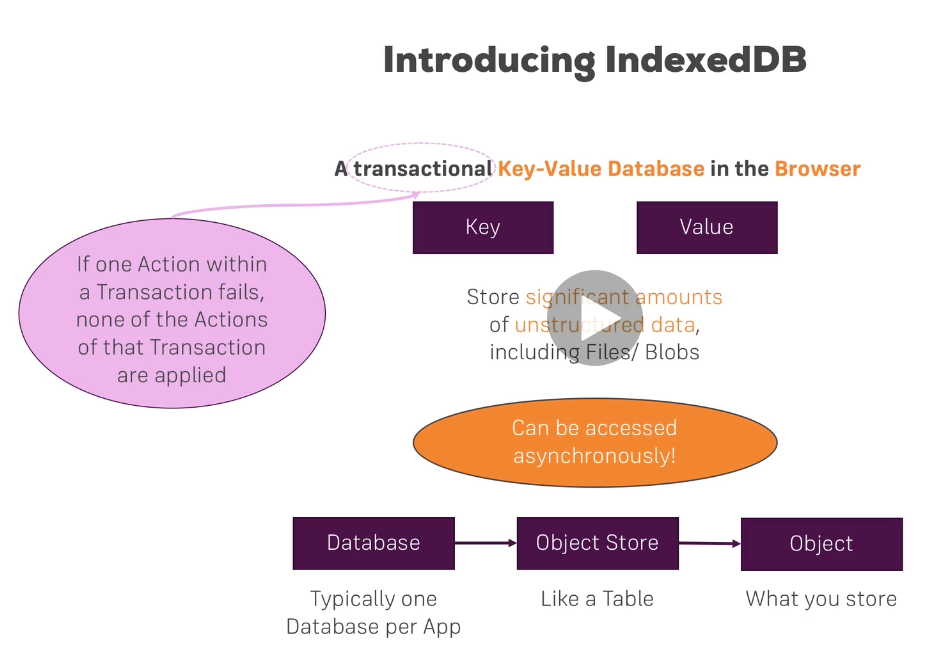 Introducing IndexedDB
A transactional Key-Value Database in the Browser
Key
Value
If one Action within
a Transaction fails,
none of the Actions
of that Transaction
are applied
Store significant amounts
of unstructured data,
including Files/ Blobs
Can be accessed
asynchronously!
Database
Object Store
Object
Typically one
Database per App
Like a Table
What you store